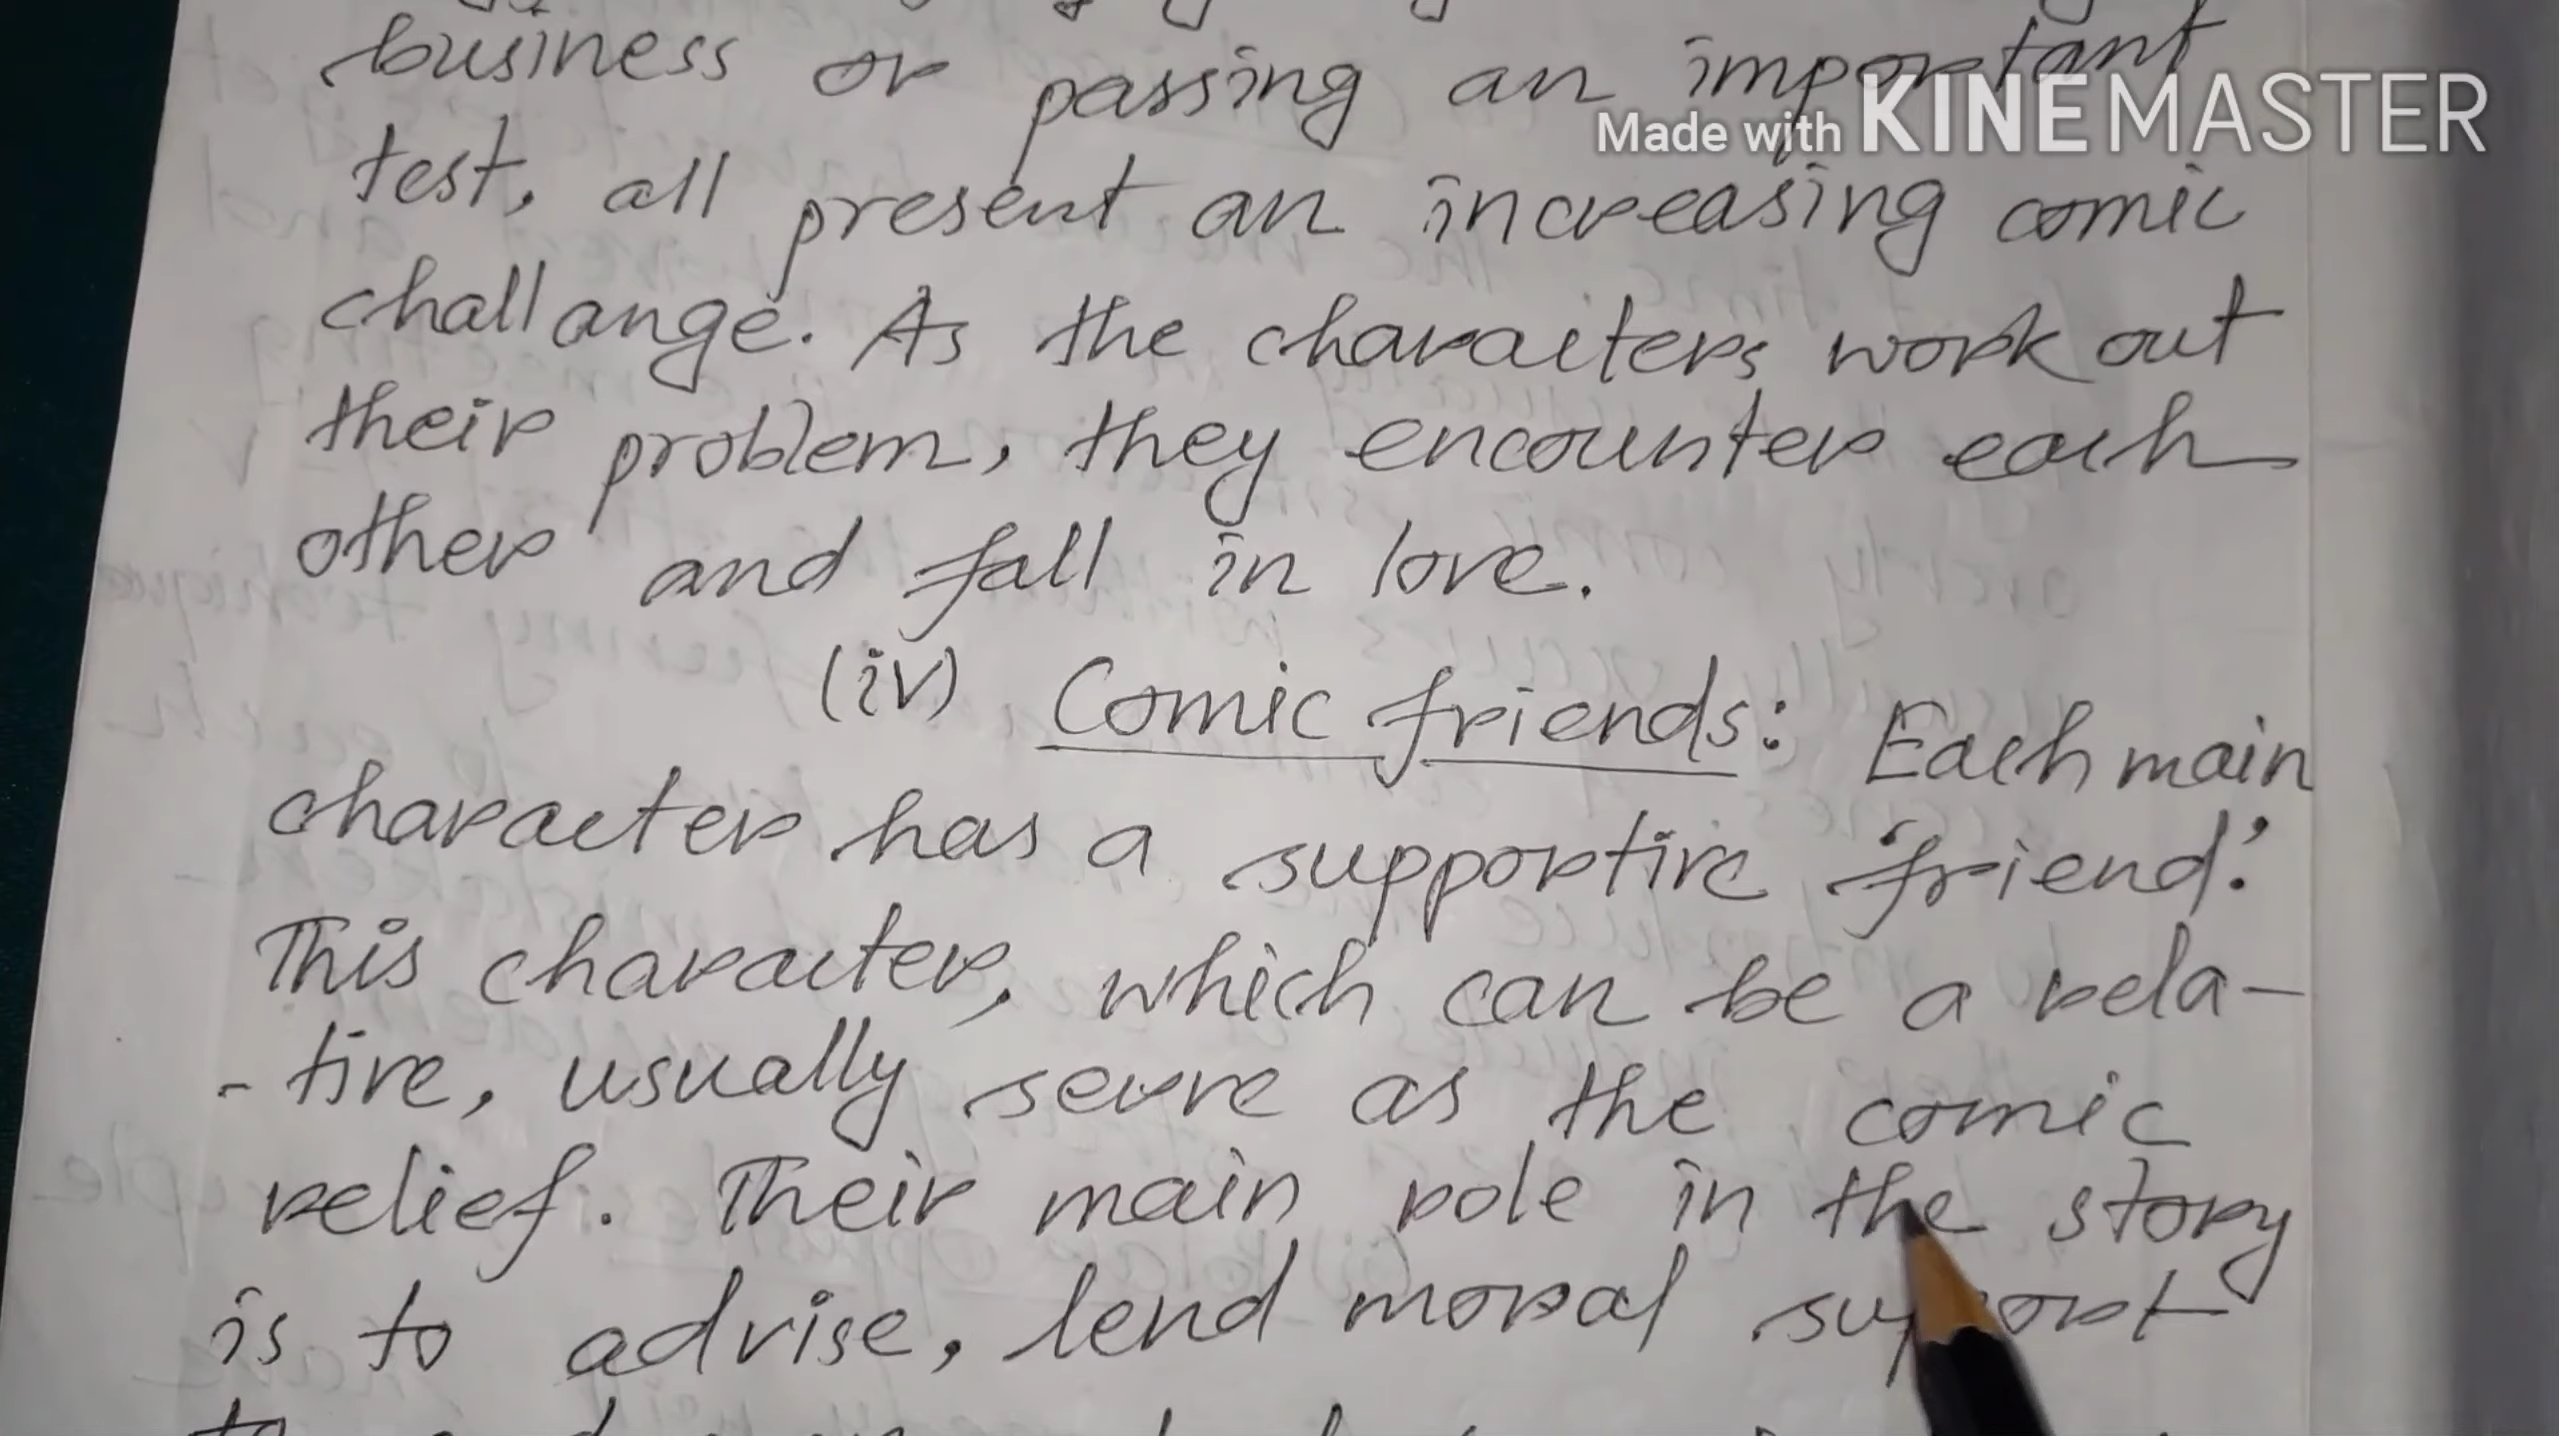 business or passing an important
Made with KINEMASTER
test, all present an increasing comic
challange. As the characters work out
their problem, they encounter each
other and fall in love.
(iv) Comic friends: Each main
character has a supportive 'friend'.
This character, which can be a rela-
-tive, usually serve as the comic
relief. Their main role in the story
is to advise, lend moral support